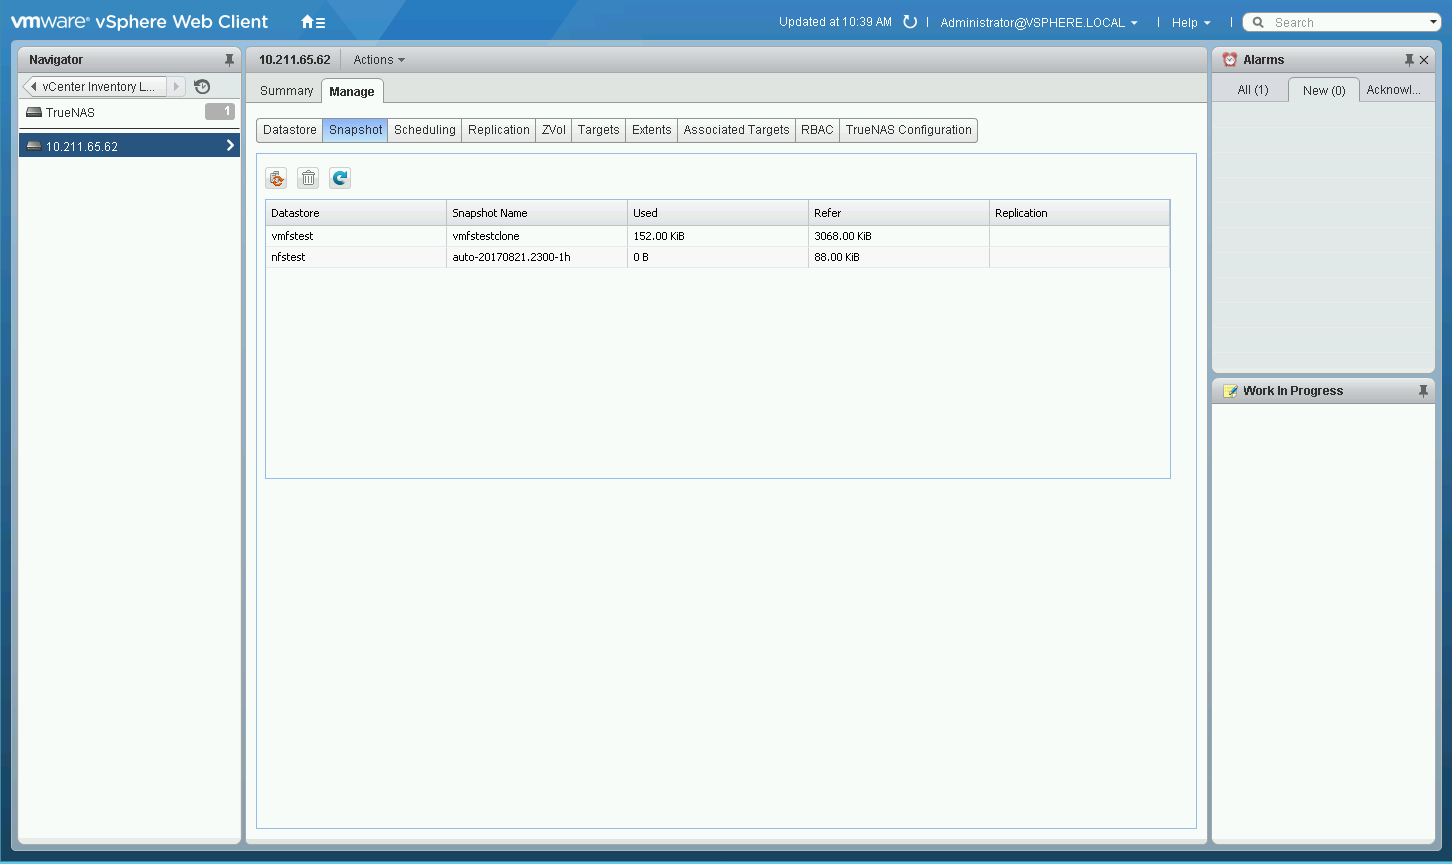 vmware® vSphere Web Client
Updated at 10:39 AM
Administrator@VSPHERE.LOCAL
Help
Search
Navigator
vCenter Inventory L...
TrueNAS 1
10.211.65.62
10.211.65.62 Actions
Summary Manage
Datastore Snapshot Scheduling Replication ZVol Targets Extents Associated Targets RBAC TrueNAS Configuration
Datastore Snapshot Name Used Refer Replication
vmfstest vmfstestclone 152.00 KiB 3068.00 KiB
nfstest auto-20170821.2300-1h 0 B 88.00 KiB
Alarms
All (1) New (0) Acknowl...
Work In Progress